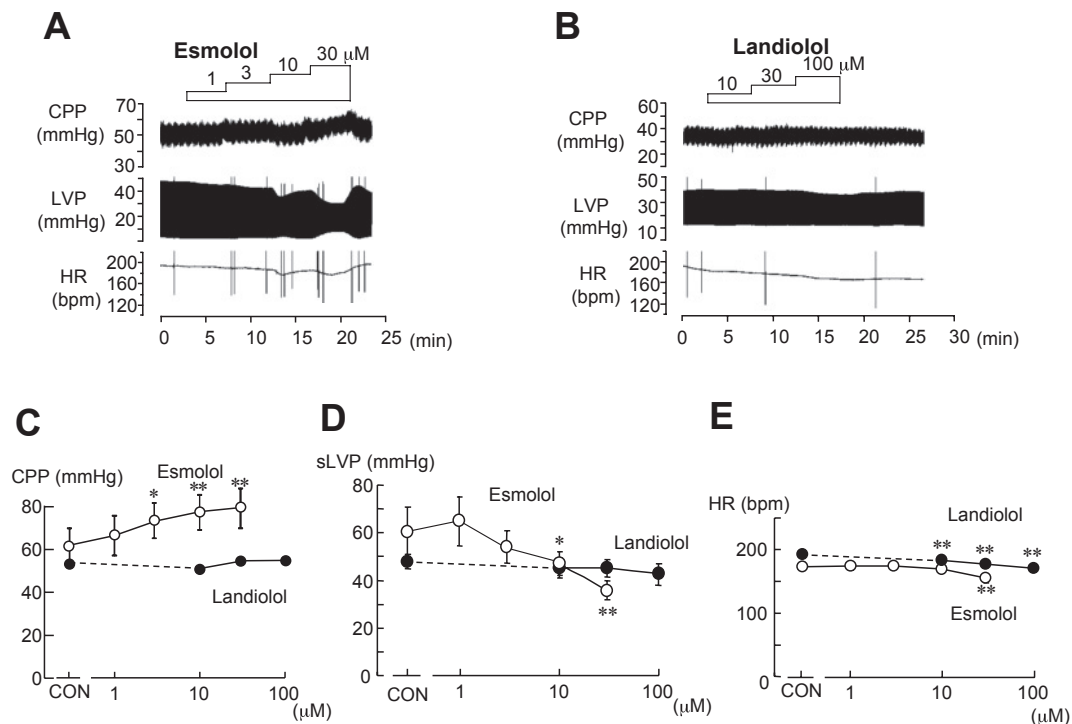 A
Esmolol
1 3 10 30 μM
CPP
(mmHg)
70
50
30
LVP
(mmHg)
40
20
0
HR
(bpm)
200
160
120
0 5 10 15 20 25 (min)
B
Landiolol
10 30 100 μM
CPP
(mmHg)
60
40
20
LVP
(mmHg)
50
30
10
HR
(bpm)
200
160
120
0 5 10 15 20 25 30
(min)
C
CPP (mmHg)
80
60
40
20
0
Esmolol
* ** **
Landiolol
CON 1 10 100
(μM)
D
sLVP (mmHg)
80
60
40
20
0
Esmolol
*
Landiolol
**
CON 1 10 100
(μM)
E
HR (bpm)
200
100
0
Landiolol
** ** **
**
Esmolol
CON 1 10 100
(μM)